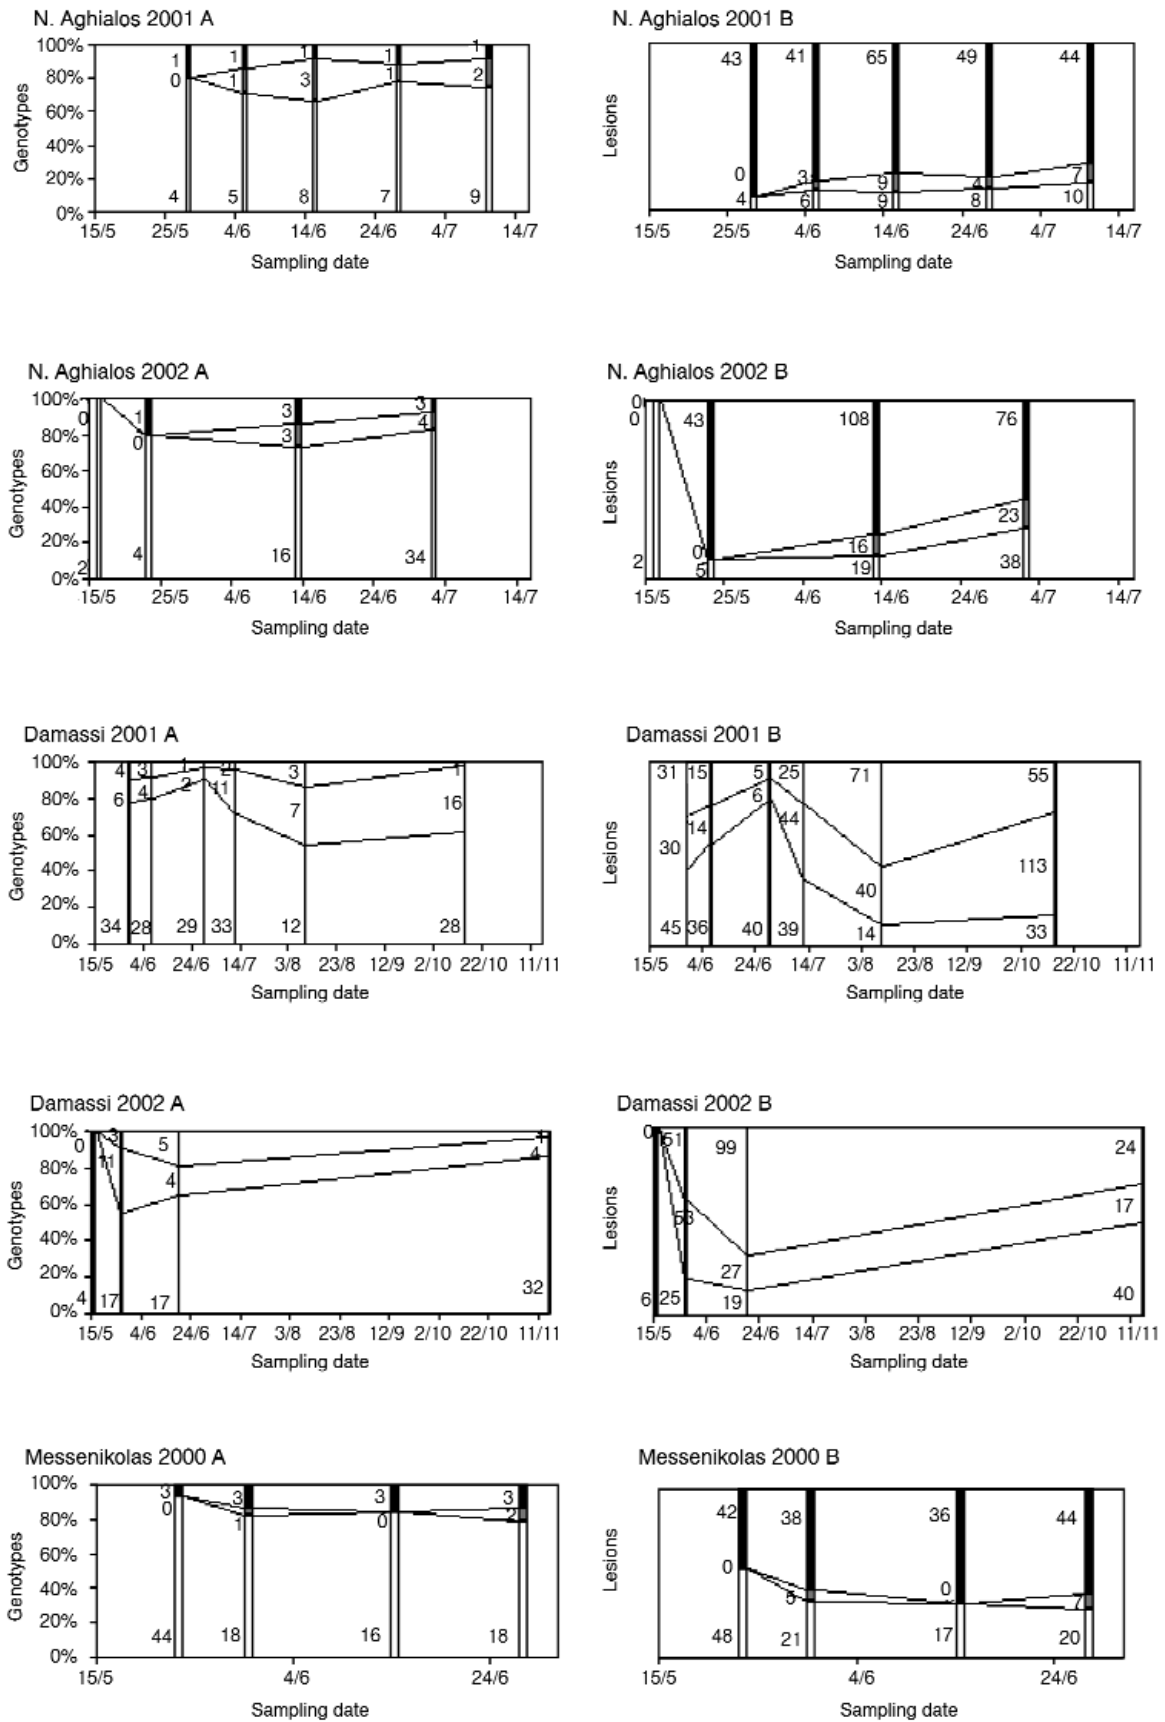 N. Aghialos 2001 A
100%
80%
60%
40%
20%
0%
Genotypes
1 1 1 1 1
0 1 3 1 2
4 5 8 7 9
15/5 25/5 4/6 14/6 24/6 4/7 14/7
Sampling date
N. Aghialos 2001 B
Lesions
43 41 65 49 44
0 3 9 4 7
4 6 9 8 10
15/5 25/5 4/6 14/6 24/6 4/7 14/7
Sampling date
N. Aghialos 2002 A
100%
80%
60%
40%
20%
0%
Genotypes
0 1 3 3
0 3 4
2 4 16 34
15/5 25/5 4/6 14/6 24/6 4/7 14/7
Sampling date
N. Aghialos 2002 B
Lesions
0 43 108 76
0 0 16 23
2 5 19 38
15/5 25/5 4/6 14/6 24/6 4/7 14/7
Sampling date
Damassi 2001 A
100%
80%
60%
40%
20%
0%
Genotypes
4 3 1 2 3 1
6 4 2 11 7 16
34 28 29 33 12 28
15/5 4/6 24/6 14/7 3/8 23/8 12/9 2/10 22/10 11/11
Sampling date
Damassi 2001 B
Lesions
31 15 5 25 71 55
30 14 6 44 40 113
45 36 40 39 14 33
15/5 4/6 24/6 14/7 3/8 23/8 12/9 2/10 22/10 11/11
Sampling date
Damassi 2002 A
100%
80%
60%
40%
20%
0%
Genotypes
0 3 5 1
11 4 4
4 17 17 32
15/5 4/6 24/6 14/7 3/8 23/8 12/9 2/10 22/10 11/11
Sampling date
Damassi 2002 B
Lesions
0 51 99 24
53 27 17
6 25 19 40
15/5 4/6 24/6 14/7 3/8 23/8 12/9 2/10 22/10 11/11
Sampling date
Messenikolas 2000 A
100%
80%
60%
40%
20%
0%
Genotypes
3 3 3 3
0 1 0 2
44 18 16 18
15/5 4/6 24/6
Sampling date
Messenikolas 2000 B
Lesions
42 38 36 44
0 5 0 7
48 21 17 20
15/5 4/6 24/6
Sampling date